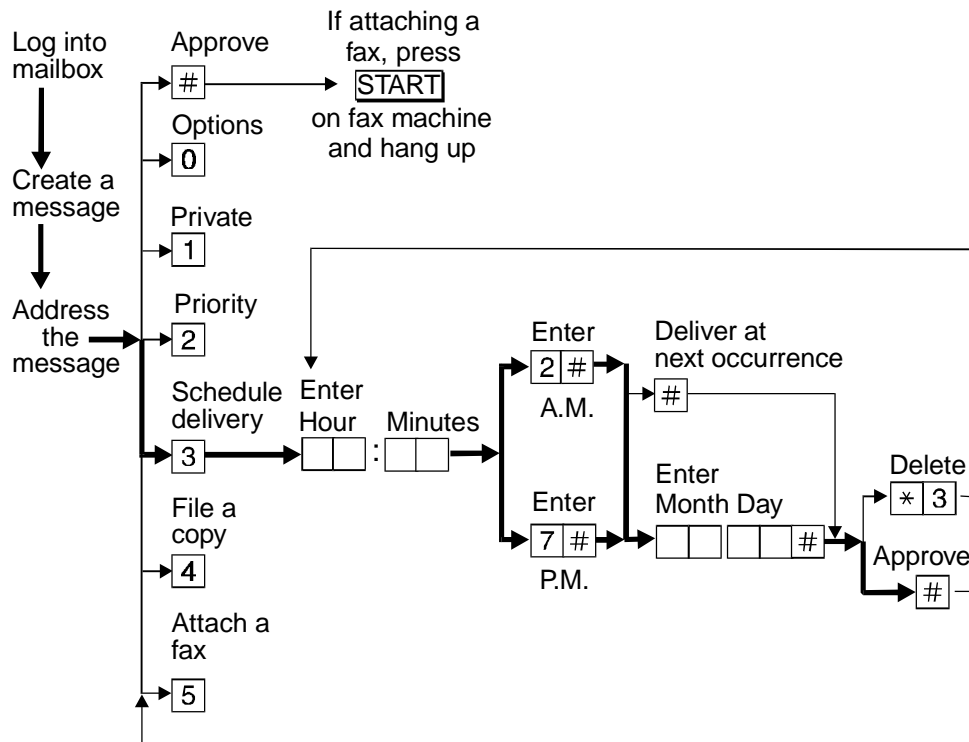 Log into
mailbox
Create a
message
Address
the
message
Approve
#
If attaching a
fax, press
START
on fax machine
and hang up
Options
0
Private
1
Priority
2
Schedule
delivery
3
Enter
Hour
Minutes
:
Enter
2 #
A.M.
Enter
7 #
P.M.
Deliver at
next occurrence
#
Enter
Month Day
#
Delete
* 3
Approve
#
File a
copy
4
Attach a
fax
5